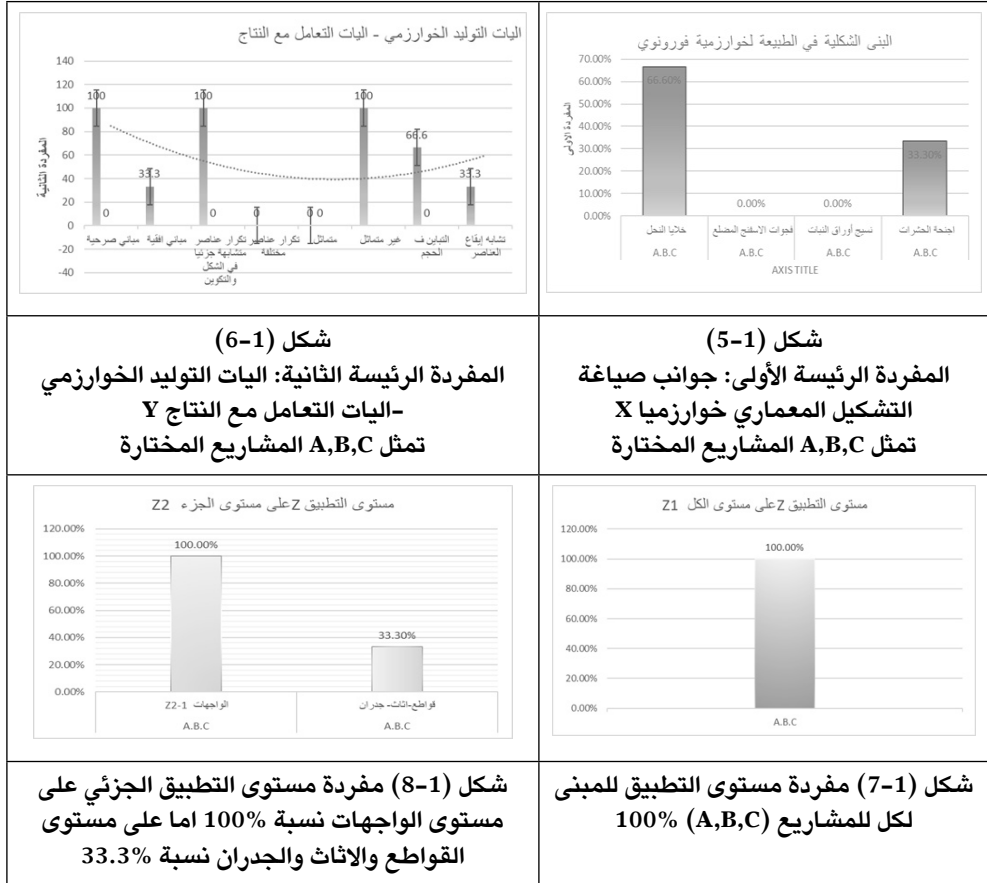 البنى الشكلية في الطبيعة لخوارزمية فورونوي
70.00%
60.00%
50.00%
40.00%
30.00%
20.00%
10.00%
0.00%
المفردة الاولى
66.60%
0.00%
0.00%
33.30%
خلايا النحل
فجوات الاسفنج المضلع
نسيج أوراق النبات
اجنحة الحشرات
A.B.C
A.B.C
A.B.C
A.B.C
AXIS TITLE
اليات التوليد الخوارزمي - اليات التعامل مع النتاج
140
120
100
80
60
40
20
0
-20
-40
المفردة الثانية
100
0
33.3
100
0
0
0
0
100
66.6
0
33.3
مباني صرحية
مباني افقية
تكرار عناصر
متشابهة جزئيا
في الشكل
والتكوين
تكرار عناصر
مختلفة
متماثل
غير متماثل
التباين ف
الحجم
تشابه إيقاع
العناصر
شكل (1-5)
المفردة الرئيسة الأولى: جوانب صياغة
التشكيل المعماري خوارزميا X
تمثل A,B,C المشاريع المختارة
شكل (1-6)
المفردة الرئيسة الثانية: اليات التوليد الخوارزمي
-اليات التعامل مع النتاج Y
تمثل A,B,C المشاريع المختارة
مستوى التطبيق Zعلى مستوى الكل Z1
120.00%
100.00%
80.00%
60.00%
40.00%
20.00%
0.00%
100.00%
A.B.C
مستوى التطبيق Zعلى مستوى الجزء Z2
120.00%
100.00%
80.00%
60.00%
40.00%
20.00%
0.00%
100.00%
33.30%
الواجهات Z2-1
قواطع-اثاث- جدران
A.B.C
A.B.C
شكل (1-7) مفردة مستوى التطبيق للمبنى
لكل للمشاريع (A,B,C) 100%
شكل (1-8) مفردة مستوى التطبيق الجزئي على
مستوى الواجهات نسبة 100% اما على مستوى
القواطع والاثاث والجدران نسبة 33.3%